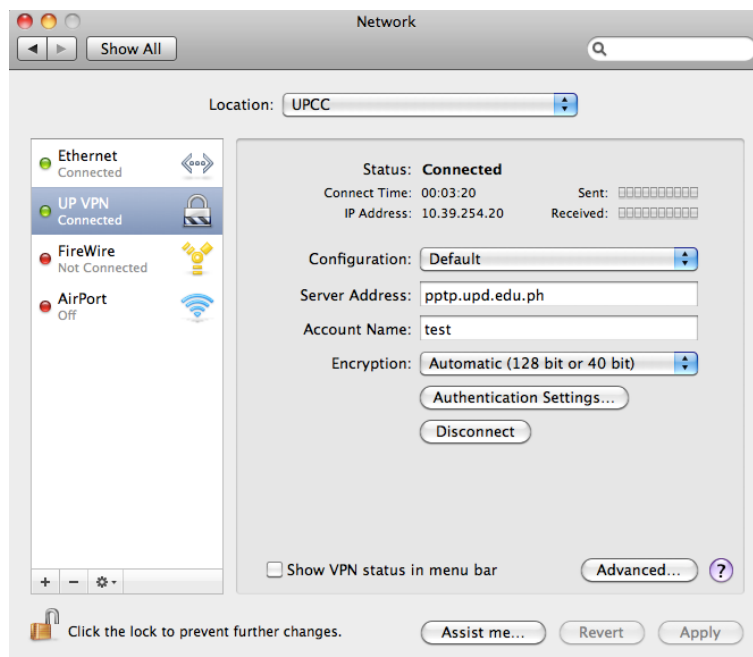 Network
Show All
Location: UPCC
Ethernet
Connected
UP VPN
Connected
FireWire
Not Connected
AirPort
Off
Status: Connected
Connect Time: 00:03:20 Sent:
IP Address: 10.39.254.20 Received:
Configuration: Default
Server Address: pptp.upd.edu.ph
Account Name: test
Encryption: Automatic (128 bit or 40 bit)
Authentication Settings...
Disconnect
Show VPN status in menu bar
Advanced... ?
+ −
Click the lock to prevent further changes.
Assist me... Revert Apply